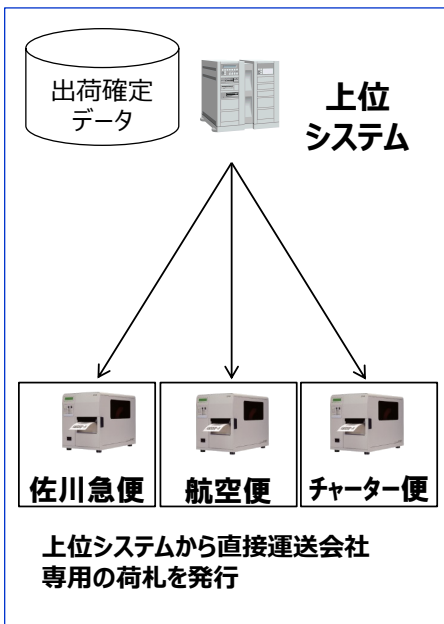 出荷確定
データ
上位
システム
佐川急便
航空便
チャーター便
上位システムから直接運送会社
専用の荷札を発行